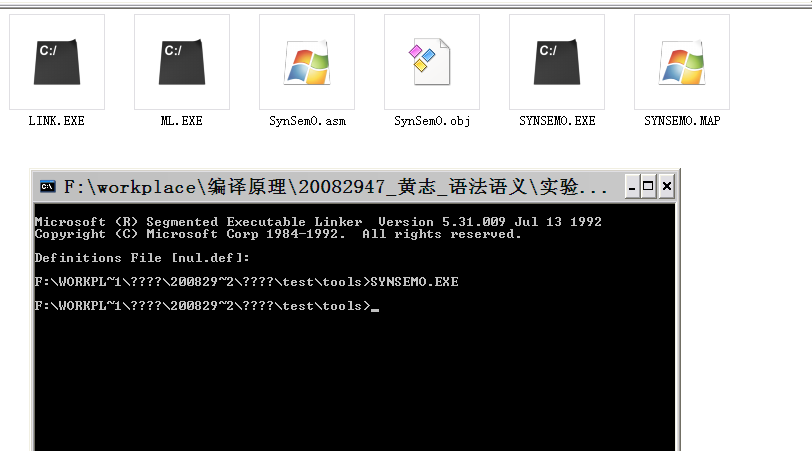 C:/
C:/
C:/
LINK.EXE
ML.EXE
SynSemO.asm
SynSemO.obj
SYNSEMO.EXE
SYNSEMO.MAP
C:\
F:\workplace\编译原理\20082947_黄志_语法语义\实验...
Microsoft (R) Segmented Executable Linker  Version 5.31.009 Jul 13 1992
Copyright (C) Microsoft Corp 1984-1992.  All rights reserved.
Definitions File [nul.def]:
F:\WORKPL~1\????\200829~2\????\test\tools>SYNSEMO.EXE
F:\WORKPL~1\????\200829~2\????\test\tools>_